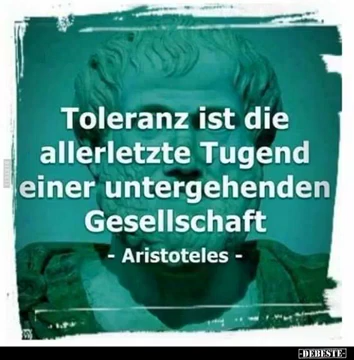 Toleranz ist die
allerletzte Tugend
einer untergehenden
Gesellschaft
- Aristoteles -
DEBESTE